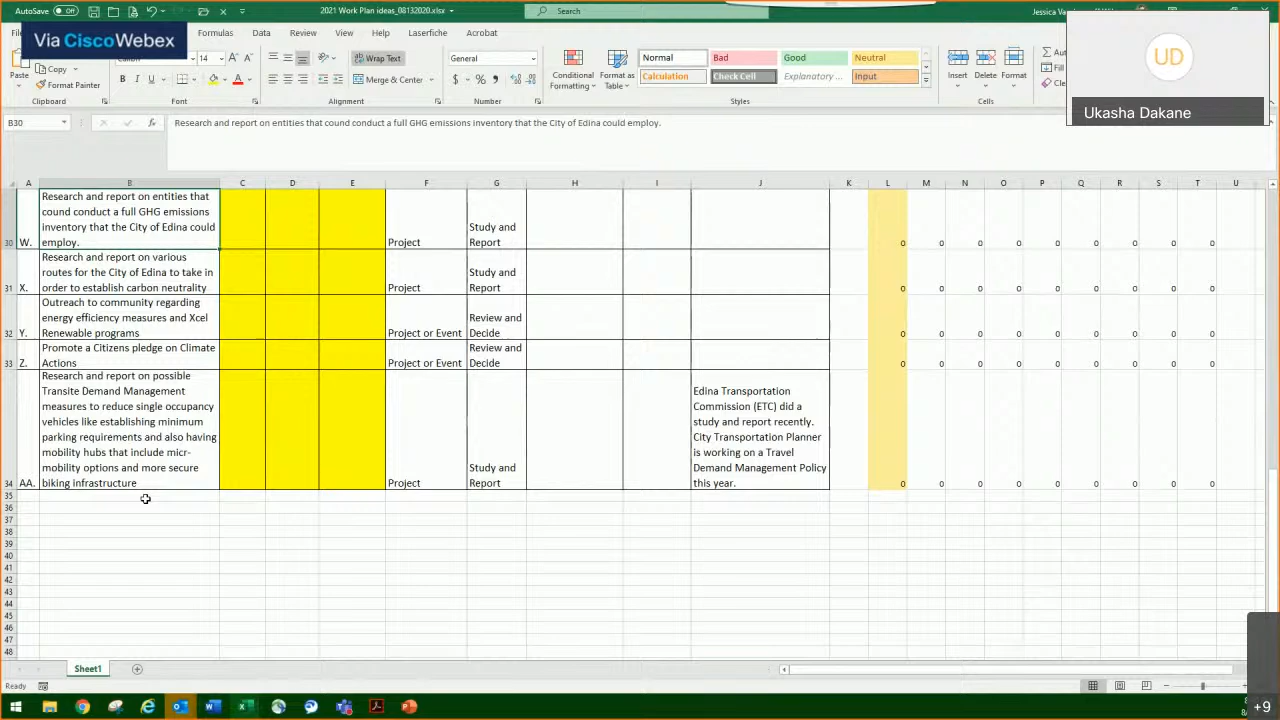 AutoSave Off
2021 Work Plan ideas_08132020.xlsx
Search
Via CiscoWebex
Formulas Data Review View Help Laserfiche Acrobat
Paste
Copy
Format Painter
Clipboard
14
B I U
Font
Wrap Text
Merge & Center
Alignment
General
$ % 9
Number
Conditional
Formatting
Format as
Table
Normal Bad Good Neutral
Calculation Check Cell Explanatory ... Input
Styles
Insert Delete Format
Cells
UD
Ukasha Dakane
B30
fx
Research and report on entities that cound conduct a full GHG emissions inventory that the City of Edina could employ.
A B C D E F G H I J K L M N O P Q R S T U
30 W.
Research and report on entities that
cound conduct a full GHG emissions
inventory that the City of Edina could
employ.
Project
Study and
Report
0 0 0 0 0 0 0 0 0
31 X.
Research and report on various
routes for the City of Edina to take in
order to establish carbon neutrality
Project
Study and
Report
0 0 0 0 0 0 0 0 0
32 Y.
Outreach to community regarding
energy efficiency measures and Xcel
Renewable programs
Project or Event
Review and
Decide
0 0 0 0 0 0 0 0 0
33 Z.
Promote a Citizens pledge on Climate
Actions
Project or Event
Review and
Decide
0 0 0 0 0 0 0 0 0
34 AA.
Research and report on possible
Transite Demand Management
measures to reduce single occupancy
vehicles like establishing minimum
parking requirements and also having
mobility hubs that include micr-
mobility options and more secure
biking infrastructure
Project
Study and
Report
Edina Transportation
Commission (ETC) did a
study and report recently.
City Transportation Planner
is working on a Travel
Demand Management Policy
this year.
0 0 0 0 0 0 0 0 0
35
36
37
38
39
40
41
42
43
44
45
46
47
48
Sheet1
Ready
+9